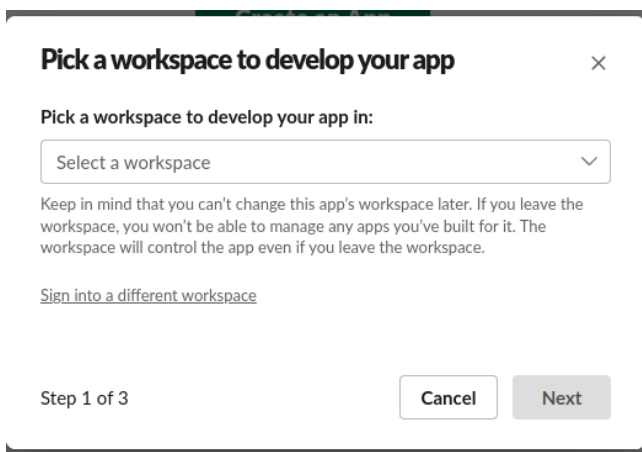 Create an App
Pick a workspace to develop your app
Pick a workspace to develop your app in:
Select a workspace
Keep in mind that you can't change this app's workspace later. If you leave the
workspace, you won't be able to manage any apps you've built for it. The
workspace will control the app even if you leave the workspace.
Sign into a different workspace
Step 1 of 3
Cancel
Next